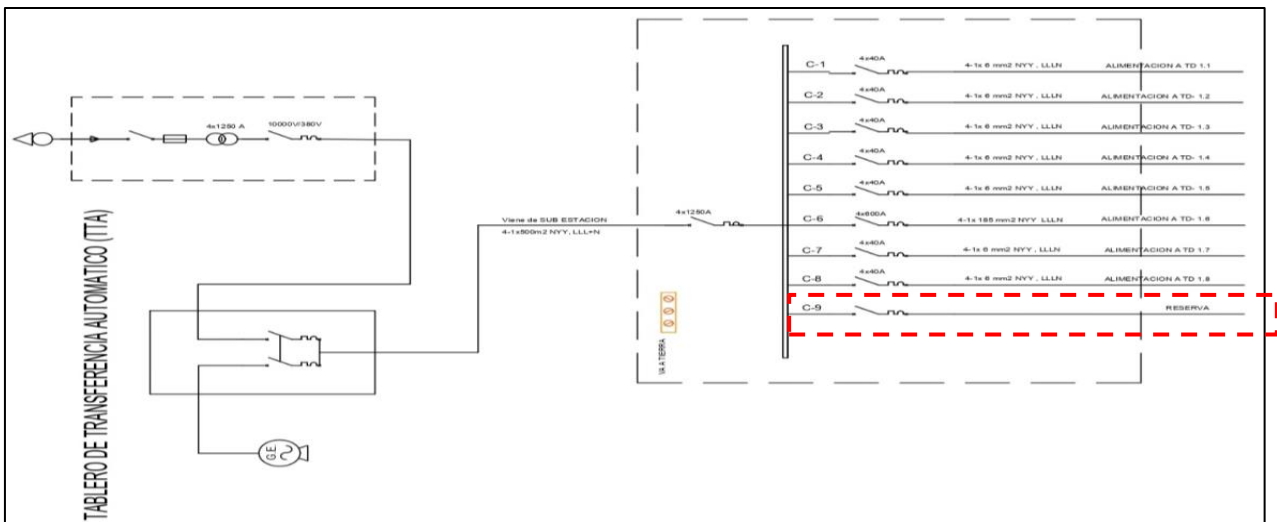 4x1250 A
10000V/380V
TABLERO DE TRANSFERENCIA AUTOMATICO (TTA)
G.E.
Viene de SUB ESTACION
4-1x500m2 NYY, LLL+N
4x1250A
VA A TIERRA
C-1 4x40A 4-1x 6 mm2 NYY , LLLN ALIMENTACION A TD 1.1
C-2 4x40A 4-1x 6 mm2 NYY , LLLN ALIMENTACION A TD- 1.2
C-3 4x40A 4-1x 6 mm2 NYY , LLLN ALIMENTACION A TD- 1.3
C-4 4x40A 4-1x 6 mm2 NYY , LLLN ALIMENTACION A TD- 1.4
C-5 4x40A 4-1x 6 mm2 NYY , LLLN ALIMENTACION A TD- 1.5
C-6 4x600A 4-1x 185 mm2 NYY LLLN ALIMENTACION A TD- 1.6
C-7 4x40A 4-1x 6 mm2 NYY , LLLN ALIMENTACION A TD 1.7
C-8 4x40A 4-1x 6 mm2 NYY , LLLN ALIMENTACION A TD 1.8
C-9 RESERVA